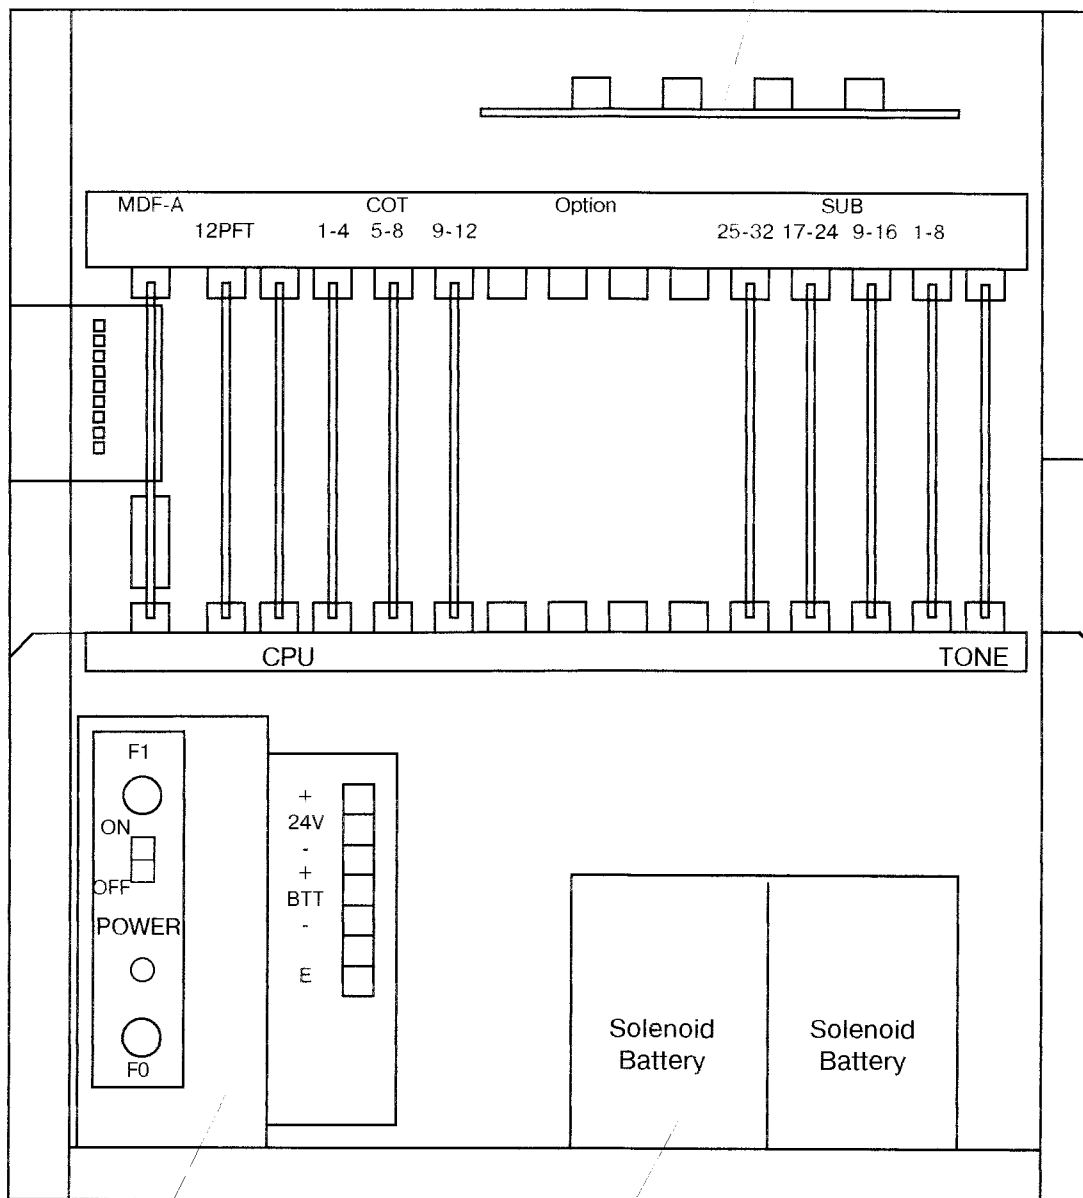 MDF-A COT Option SUB
12PFT 1-4 5-8 9-12 25-32 17-24 9-16 1-8
CPU TONE
F1
ON
OFF
POWER
F0
+
24V
-
+
BTT
-
E
Solenoid
Battery
Solenoid
Battery